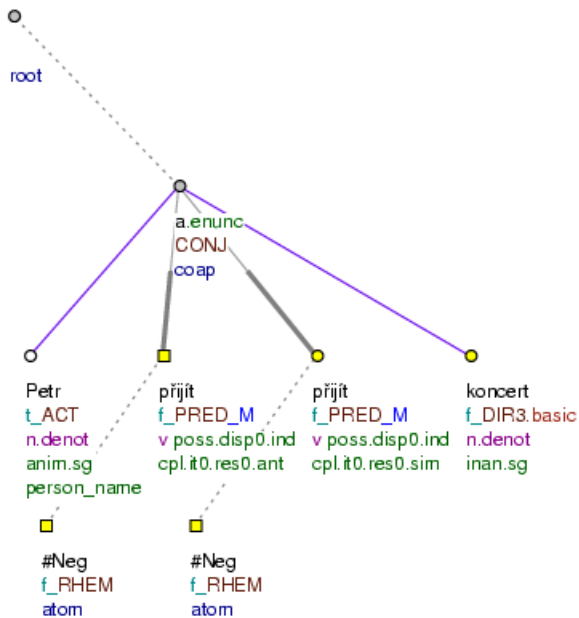 root
a.enunc
CONJ
coap
Petr
t_ACT
n.denot
anim.sg
person_name
přijít
f_PRED_M
v poss.disp0.ind
cpl.it0.res0.ant
přijít
f_PRED_M
v poss.disp0.ind
cpl.it0.res0.sim
koncert
f_DIR3.basic
n.denot
inan.sg
#Neg
f_RHEM
atom
#Neg
f_RHEM
atom